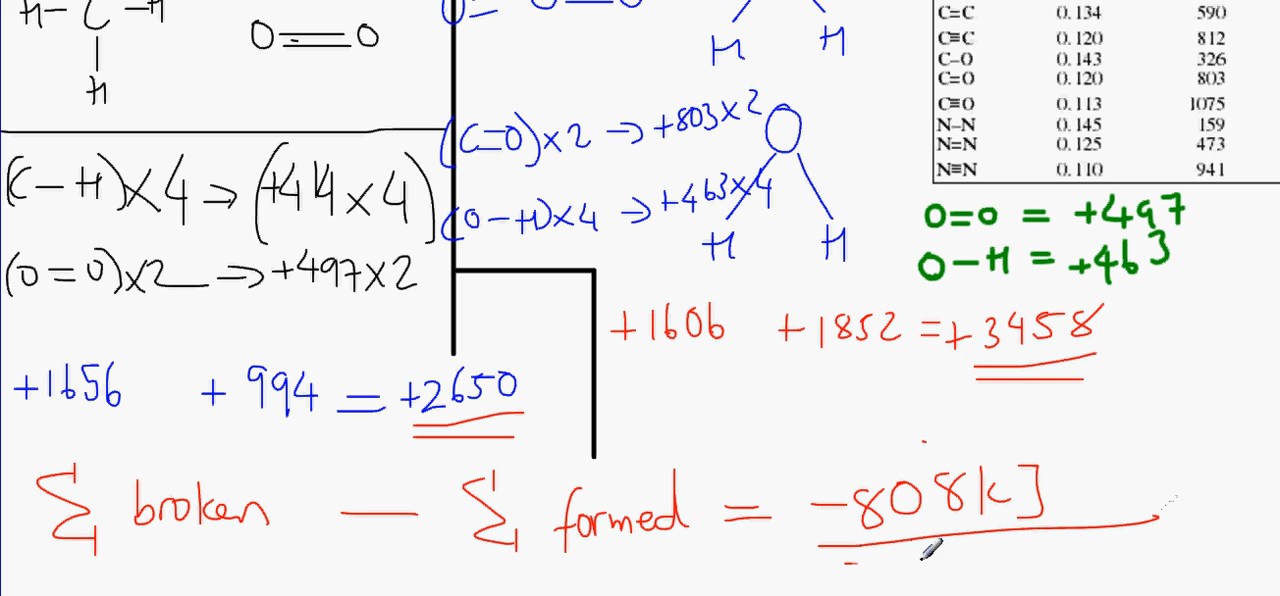 H- C -H
O=O
H
O= O=O
H H
C=C 0.134 590
C≡C 0.120 812
C–O 0.143 326
C=O 0.120 803
C≡O 0.113 1075
N–N 0.145 159
N=N 0.125 473
N≡N 0.110 941
(C-H)×4 → (+414×4)
(O=O)×2 → +497×2
(C=O)×2 → +803×2
(O-H)×4 → +463×4
O
H H
O=O = +497
O-H = +463
+1606 +1852 = +3458
+1656 + 994 = +2650
Σ broken - Σ formed = -808kJ